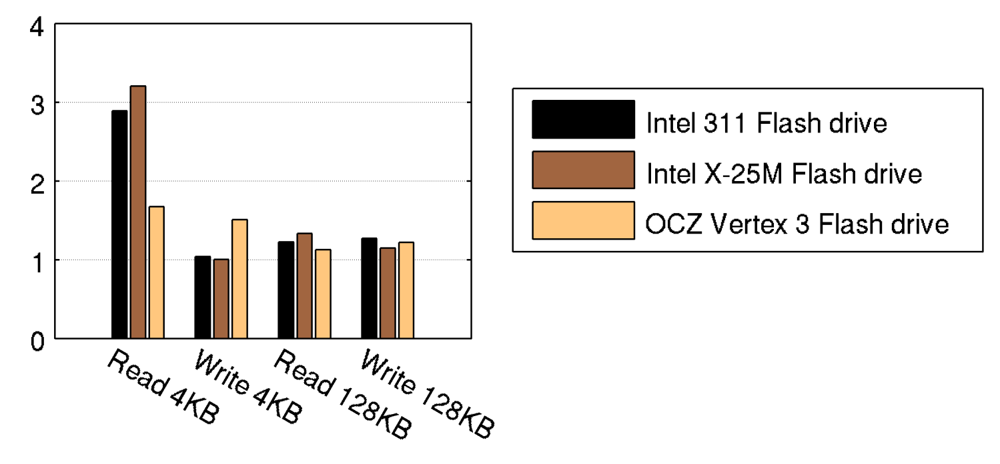 4
3
2
1
0
Read 4KB
Write 4KB
Read 128KB
Write 128KB
Intel 311 Flash drive
Intel X-25M Flash drive
OCZ Vertex 3 Flash drive